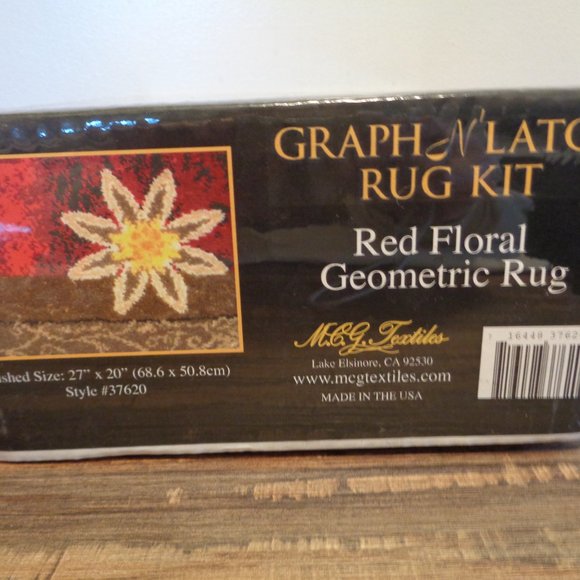 GRAPH N' LATC
RUG KIT
Red Floral
Geometric Rug
M.C.G. Textiles
Lake Elsinore, CA 92530
www.mcgtextiles.com
MADE IN THE USA
shed Size: 27” x 20” (68.6 x 50.8cm)
Style #37620
16449 3762